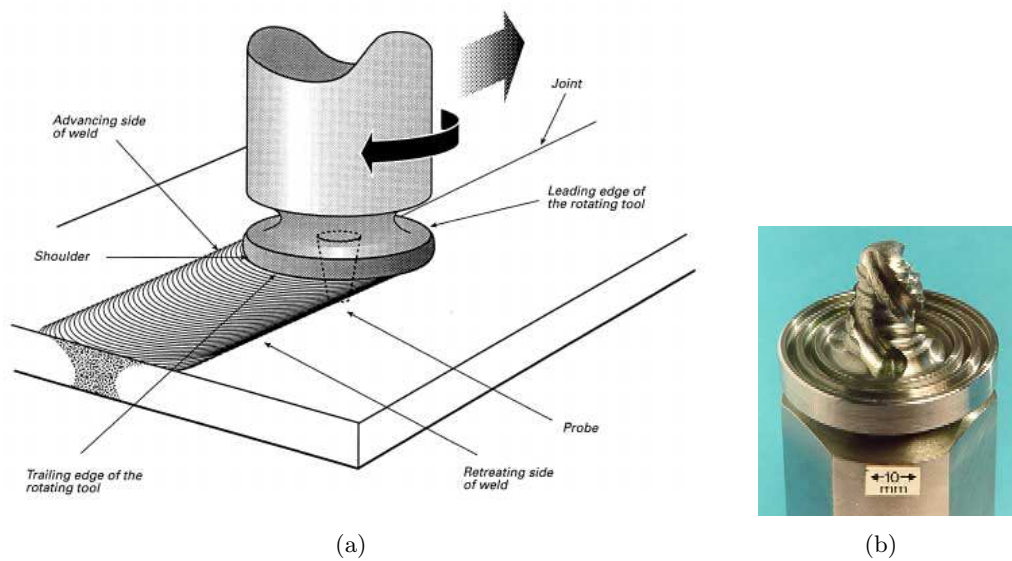 Joint
Advancing side
of weld
Leading edge of
the rotating tool
Shoulder
Probe
Trailing edge of the
rotating tool
Retreating side
of weld
10
mm
(a)
(b)